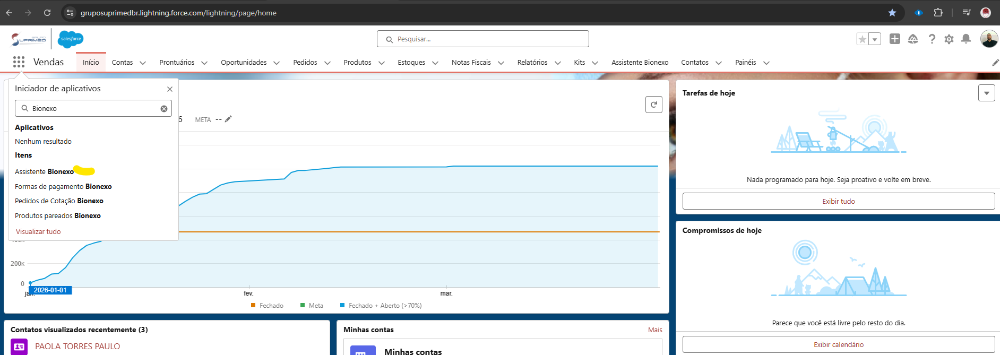 gruposuprimedbr.lightning.force.com/lightning/page/home
GRUPO
SUPRIMED
salesforce
Pesquisar...
Vendas
Início
Contas
Prontuários
Oportunidades
Pedidos
Produtos
Estoques
Notas Fiscais
Relatórios
Kits
Assistente Bionexo
Contatos
Painéis
Iniciador de aplicativos
Bionexo
Aplicativos
Nenhum resultado
Itens
Assistente Bionexo
Formas de pagamento Bionexo
Pedidos de Cotação Bionexo
Produtos pareados Bionexo
Visualizar tudo
6 META --
200K
0
2026-01-01
fev.
mar.
Fechado
Meta
Fechado + Aberto (>70%)
Tarefas de hoje
Nada programado para hoje. Seja proativo e volte em breve.
Exibir tudo
Compromissos de hoje
Parece que você está livre pelo resto do dia.
Exibir calendário
Contatos visualizados recentemente (3)
PAOLA TORRES PAULO
Minhas contas
Mais
Minhas contas